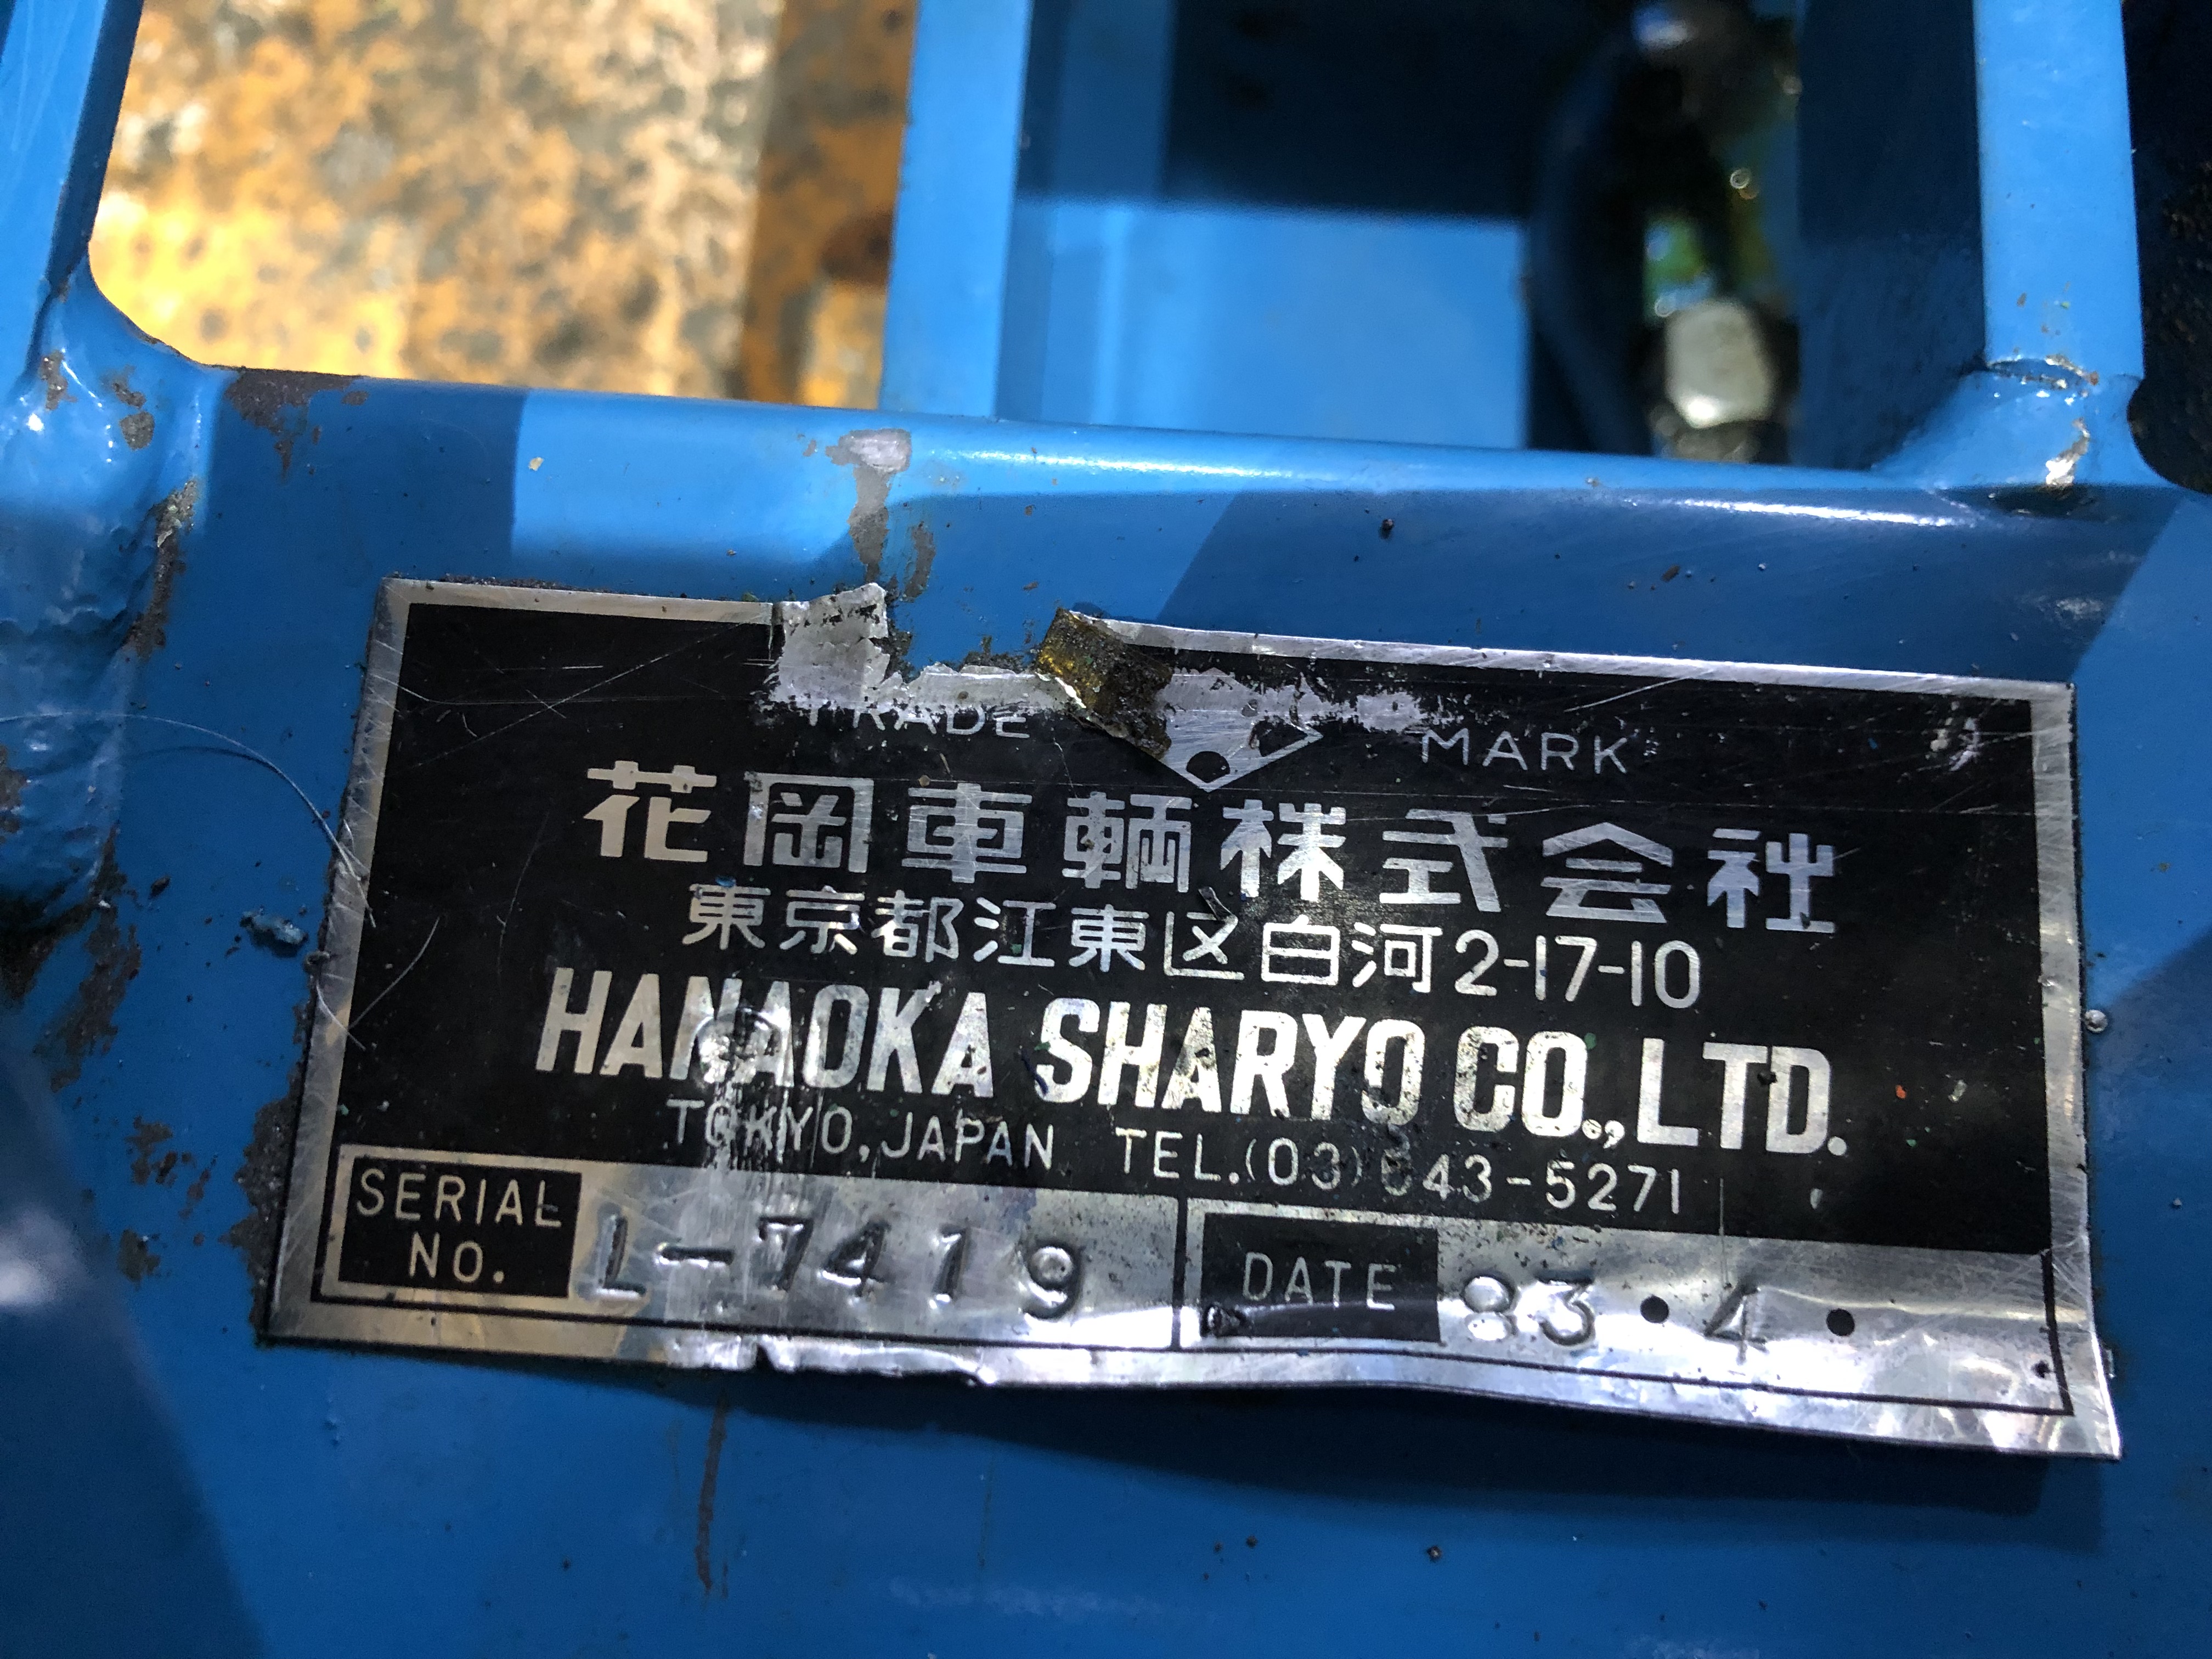 TRADE MARK
花岡車輌株式会社
東京都江東区白河2-17-10
HANAOKA SHARYO CO.,LTD.
TOKYO,JAPAN TEL.(03)643-5271
SERIAL NO. L-7419 DATE 83・4・